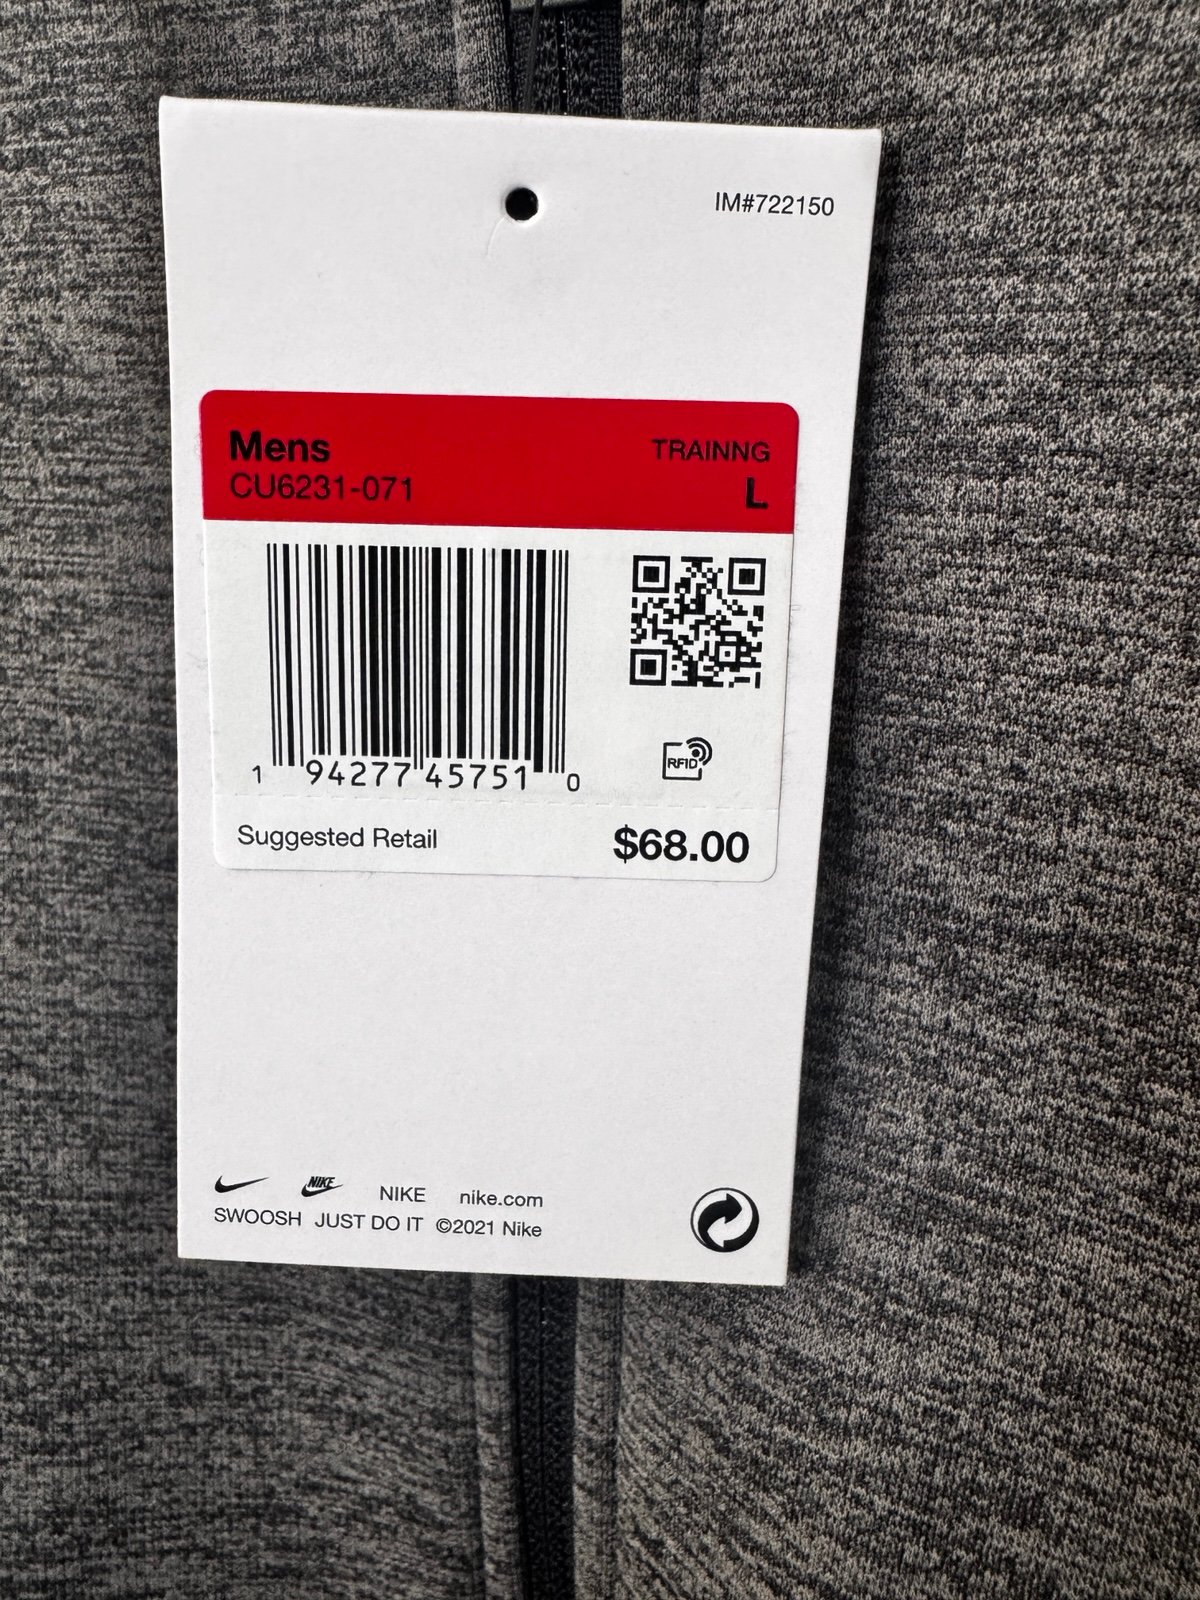 IM#722150
Mens
TRAINNG
CU6231-071
L
1 94277 45751 0
RFID
Suggested Retail
$68.00
NIKE NIKE nike.com
SWOOSH JUST DO IT ©2021 Nike